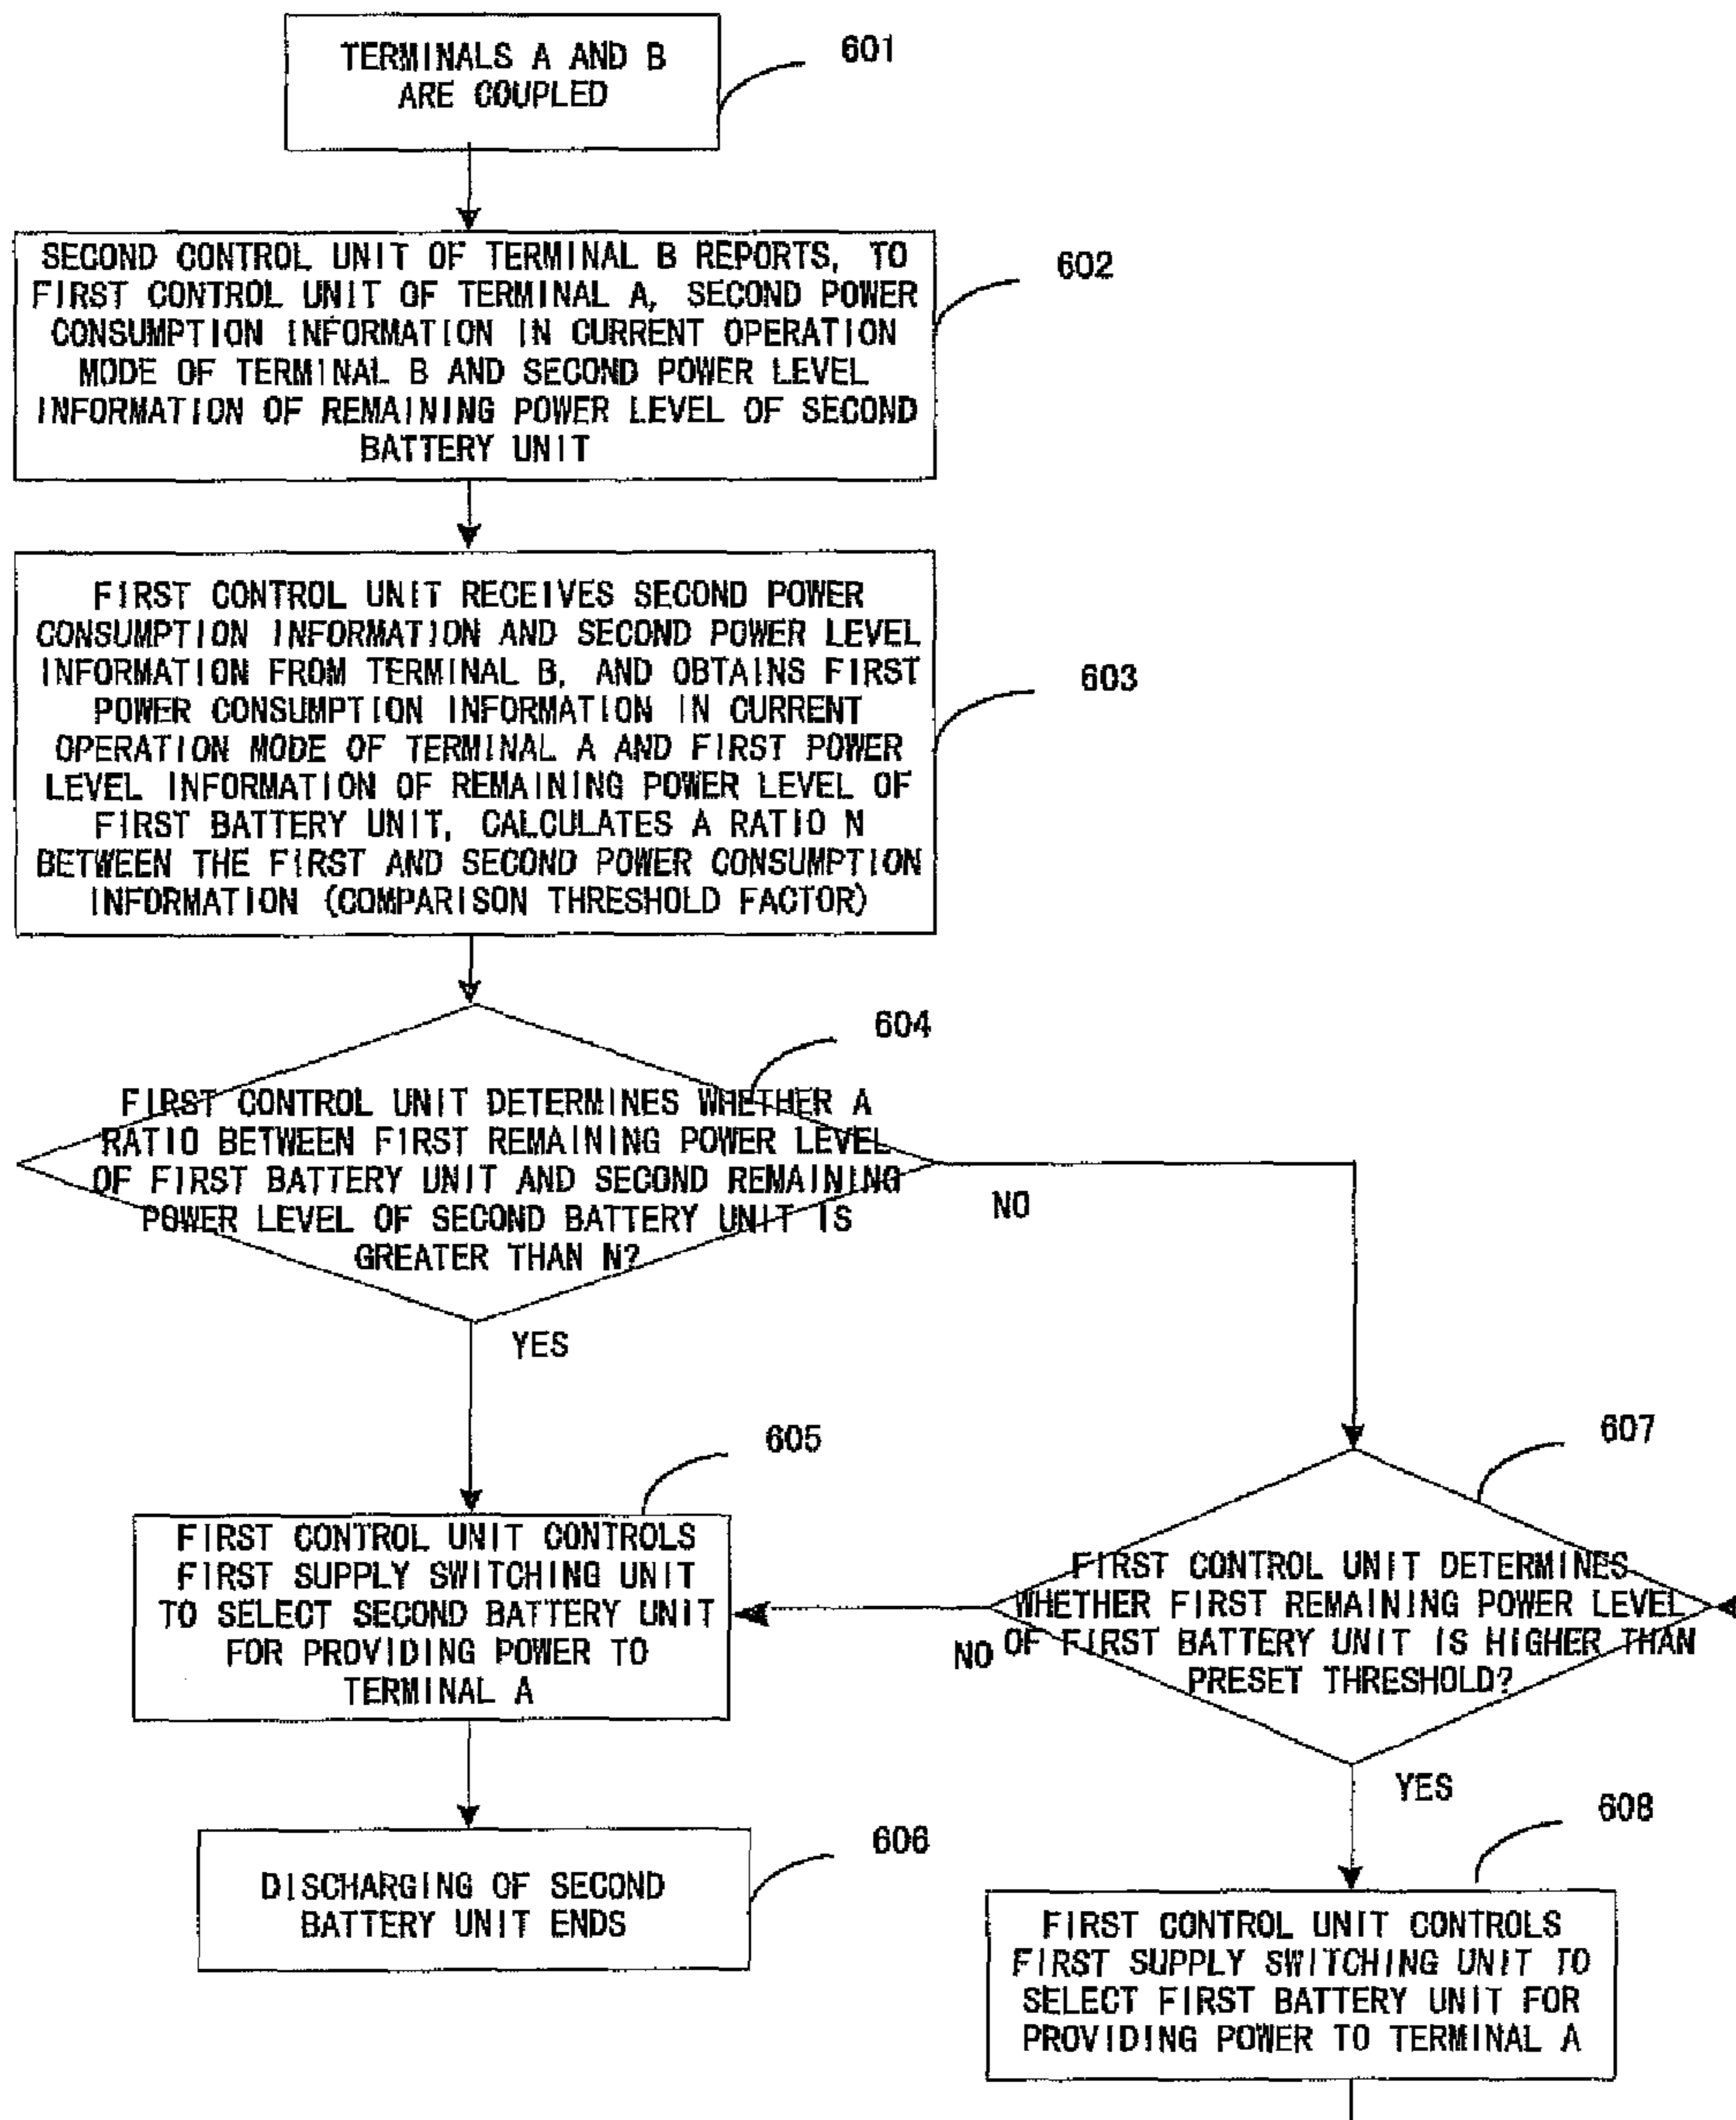 TERMINALS A AND B
ARE COUPLED
601
SECOND CONTROL UNIT OF TERMINAL B REPORTS, TO
FIRST CONTROL UNIT OF TERMINAL A, SECOND POWER
CONSUMPTION INFORMATION IN CURRENT OPERATION
MODE OF TERMINAL B AND SECOND POWER LEVEL
INFORMATION OF REMAINING POWER LEVEL OF SECOND
BATTERY UNIT
602
FIRST CONTROL UNIT RECEIVES SECOND POWER
CONSUMPTION INFORMATION AND SECOND POWER LEVEL
INFORMATION FROM TERMINAL B, AND OBTAINS FIRST
POWER CONSUMPTION INFORMATION IN CURRENT
OPERATION MODE OF TERMINAL A AND FIRST POWER
LEVEL INFORMATION OF REMAINING POWER LEVEL OF
FIRST BATTERY UNIT, CALCULATES A RATIO N
BETWEEN THE FIRST AND SECOND POWER CONSUMPTION
INFORMATION (COMPARISON THRESHOLD FACTOR)
603
604
FIRST CONTROL UNIT DETERMINES WHETHER A
RATIO BETWEEN FIRST REMAINING POWER LEVEL
OF FIRST BATTERY UNIT AND SECOND REMAINING
POWER LEVEL OF SECOND BATTERY UNIT IS
GREATER THAN N?
NO
YES
605
FIRST CONTROL UNIT CONTROLS
FIRST SUPPLY SWITCHING UNIT
TO SELECT SECOND BATTERY UNIT
FOR PROVIDING POWER TO
TERMINAL A
607
FIRST CONTROL UNIT DETERMINES
WHETHER FIRST REMAINING POWER LEVEL
OF FIRST BATTERY UNIT IS HIGHER THAN
PRESET THRESHOLD?
NO
YES
606
DISCHARGING OF SECOND
BATTERY UNIT ENDS
608
FIRST CONTROL UNIT CONTROLS
FIRST SUPPLY SWITCHING UNIT TO
SELECT FIRST BATTERY UNIT FOR
PROVIDING POWER TO TERMINAL A